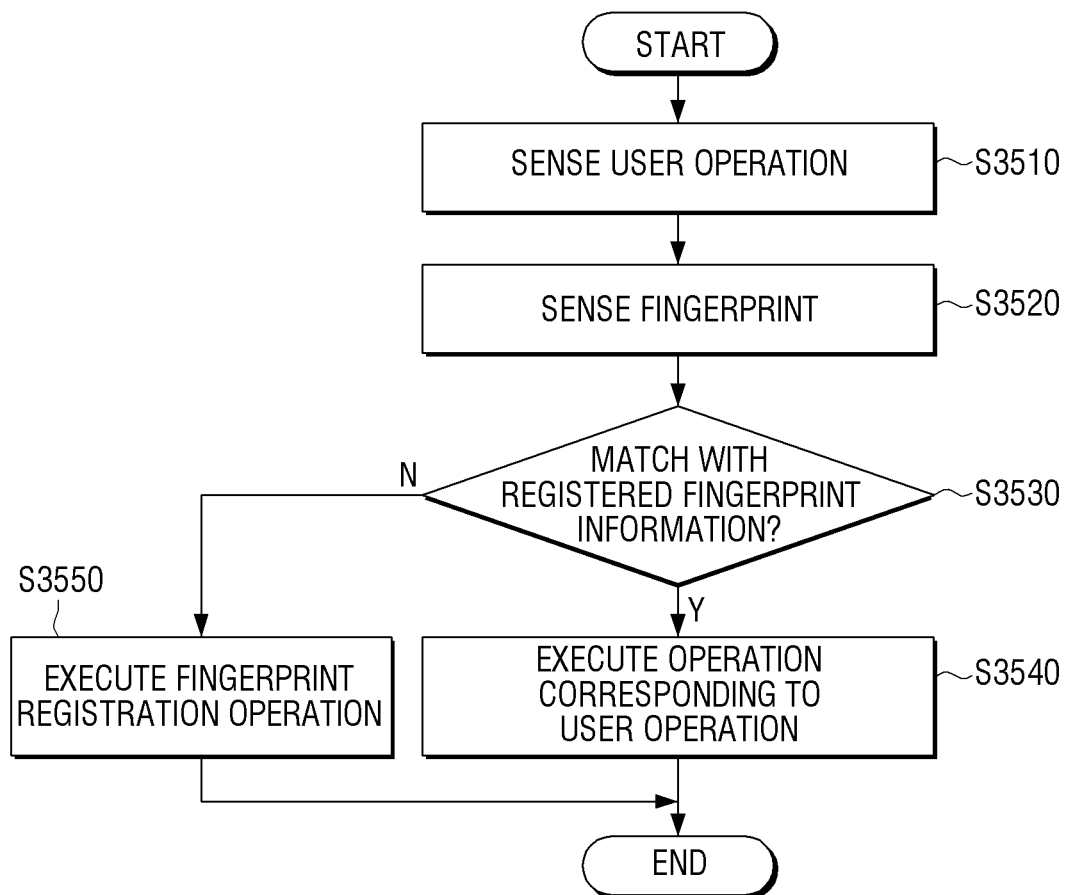 START
SENSE USER OPERATION
S3510
SENSE FINGERPRINT
S3520
MATCH WITH
REGISTERED FINGERPRINT
INFORMATION?
S3530
N
Y
S3550
EXECUTE FINGERPRINT
REGISTRATION OPERATION
EXECUTE OPERATION
CORRESPONDING TO
USER OPERATION
S3540
END